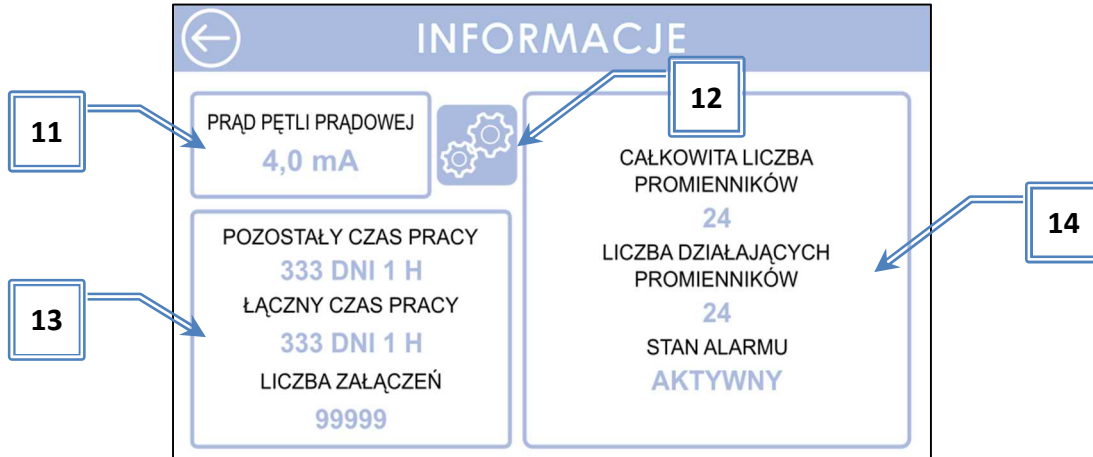 INFORMACJE
11
PRĄD PĘTLI PRĄDOWEJ
4,0 mA
12
13
POZOSTAŁY CZAS PRACY
333 DNI 1 H
ŁĄCZNY CZAS PRACY
333 DNI 1 H
LICZBA ZAŁĄCZEŃ
99999
CAŁKOWITA LICZBA
PROMIENNIKÓW
24
LICZBA DZIAŁAJĄCYCH
PROMIENNIKÓW
24
STAN ALARMU
AKTYWNY
14